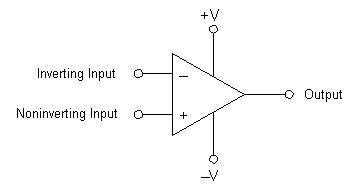 +V
Inverting Input
−
Output
Noninverting Input
+
−V